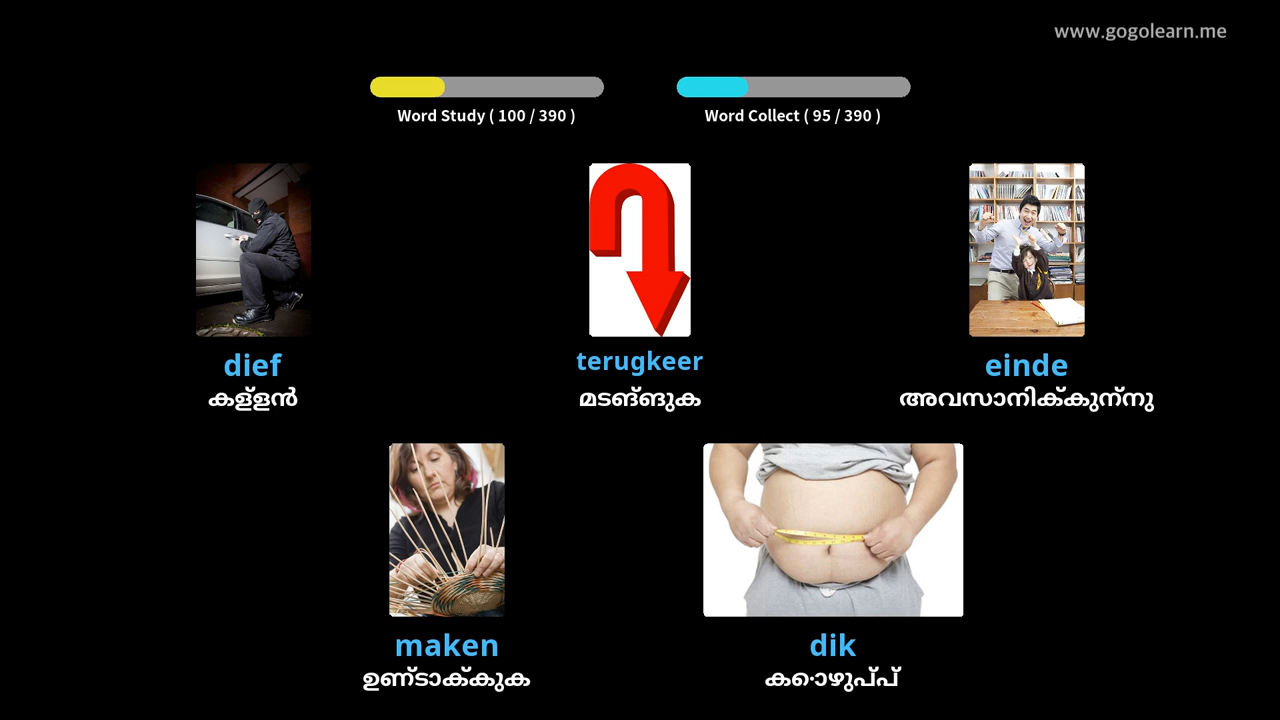 www.gogolearn.me
Word Study ( 100 / 390 )
Word Collect ( 95 / 390 )
dief
കള്ളൻ
terugkeer
മടങ്ങുക
einde
അവസാനിക്കുന്നു
maken
ഉണ്ടാക്കുക
dik
കൊഴുപ്പ്